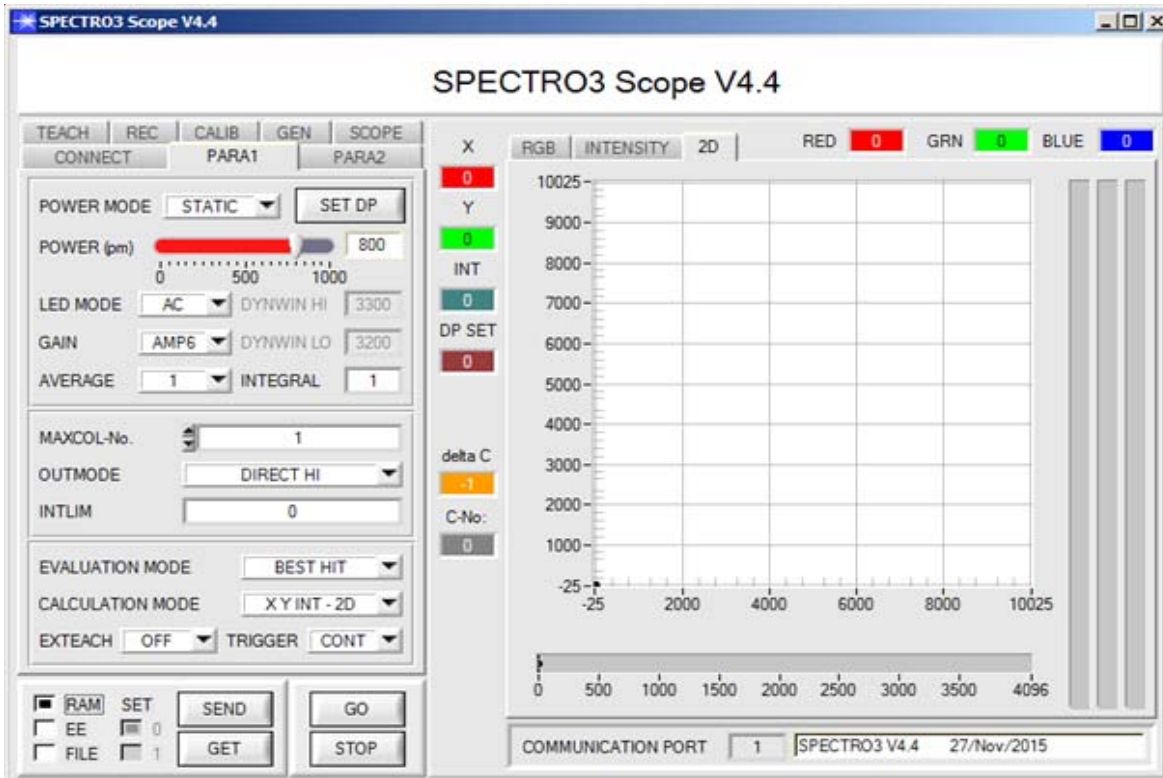 SPECTRO3 Scope V4.4
SPECTRO3 Scope V4.4
TEACH REC CALIB GEN SCOPE
CONNECT PARA1 PARA2
POWER MODE STATIC SET DP
POWER (pm) 800
0 500 1000
LED MODE AC DYNWIN HI 3300
GAIN AMP6 DYNWIN LO 3200
AVERAGE 1 INTEGRAL 1
MAXCOL-No. 1
OUTMODE DIRECT HI
INTLIM 0
EVALUATION MODE BEST HIT
CALCULATION MODE X Y INT - 2D
EXTEACH OFF TRIGGER CONT
RAM SET SEND GO
EE 0
FILE 1 GET STOP
X
0
Y
0
INT
0
DP SET
0
delta C
-1
C-No:
0
RGB INTENSITY 2D RED 0 GRN 0 BLUE 0
10025
9000
8000
7000
6000
5000
4000
3000
2000
1000
-25
-25 2000 4000 6000 8000 10025
0 500 1000 1500 2000 2500 3000 3500 4096
COMMUNICATION PORT 1 SPECTRO3 V4.4 27/Nov/2015